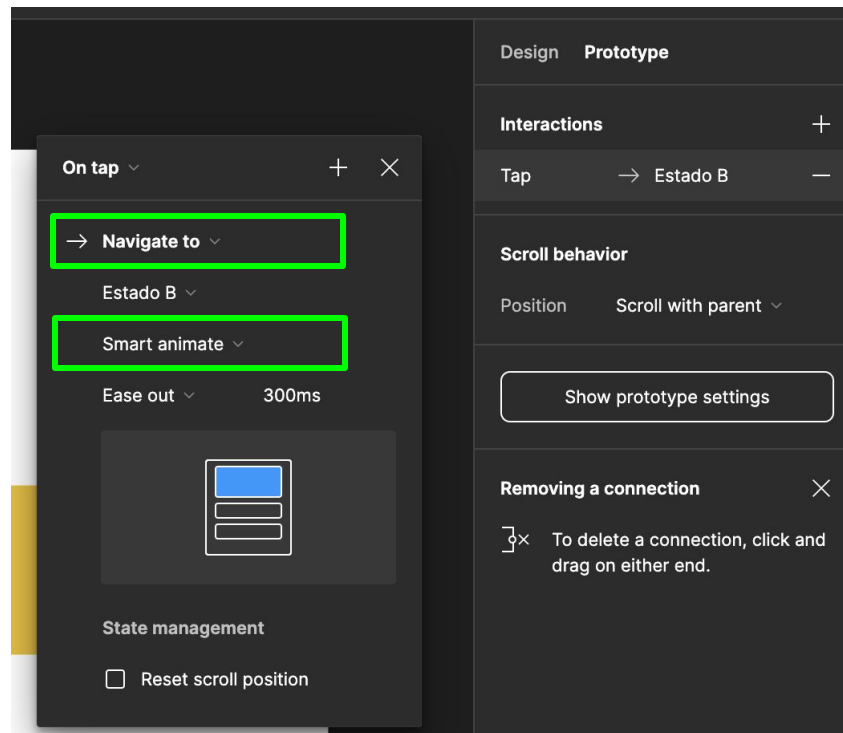 On tap
Navigate to
Estado B
Smart animate
Ease out 300ms
State management
Reset scroll position
Design Prototype
Interactions
Tap → Estado B
Scroll behavior
Position Scroll with parent
Show prototype settings
Removing a connection
To delete a connection, click and
drag on either end.